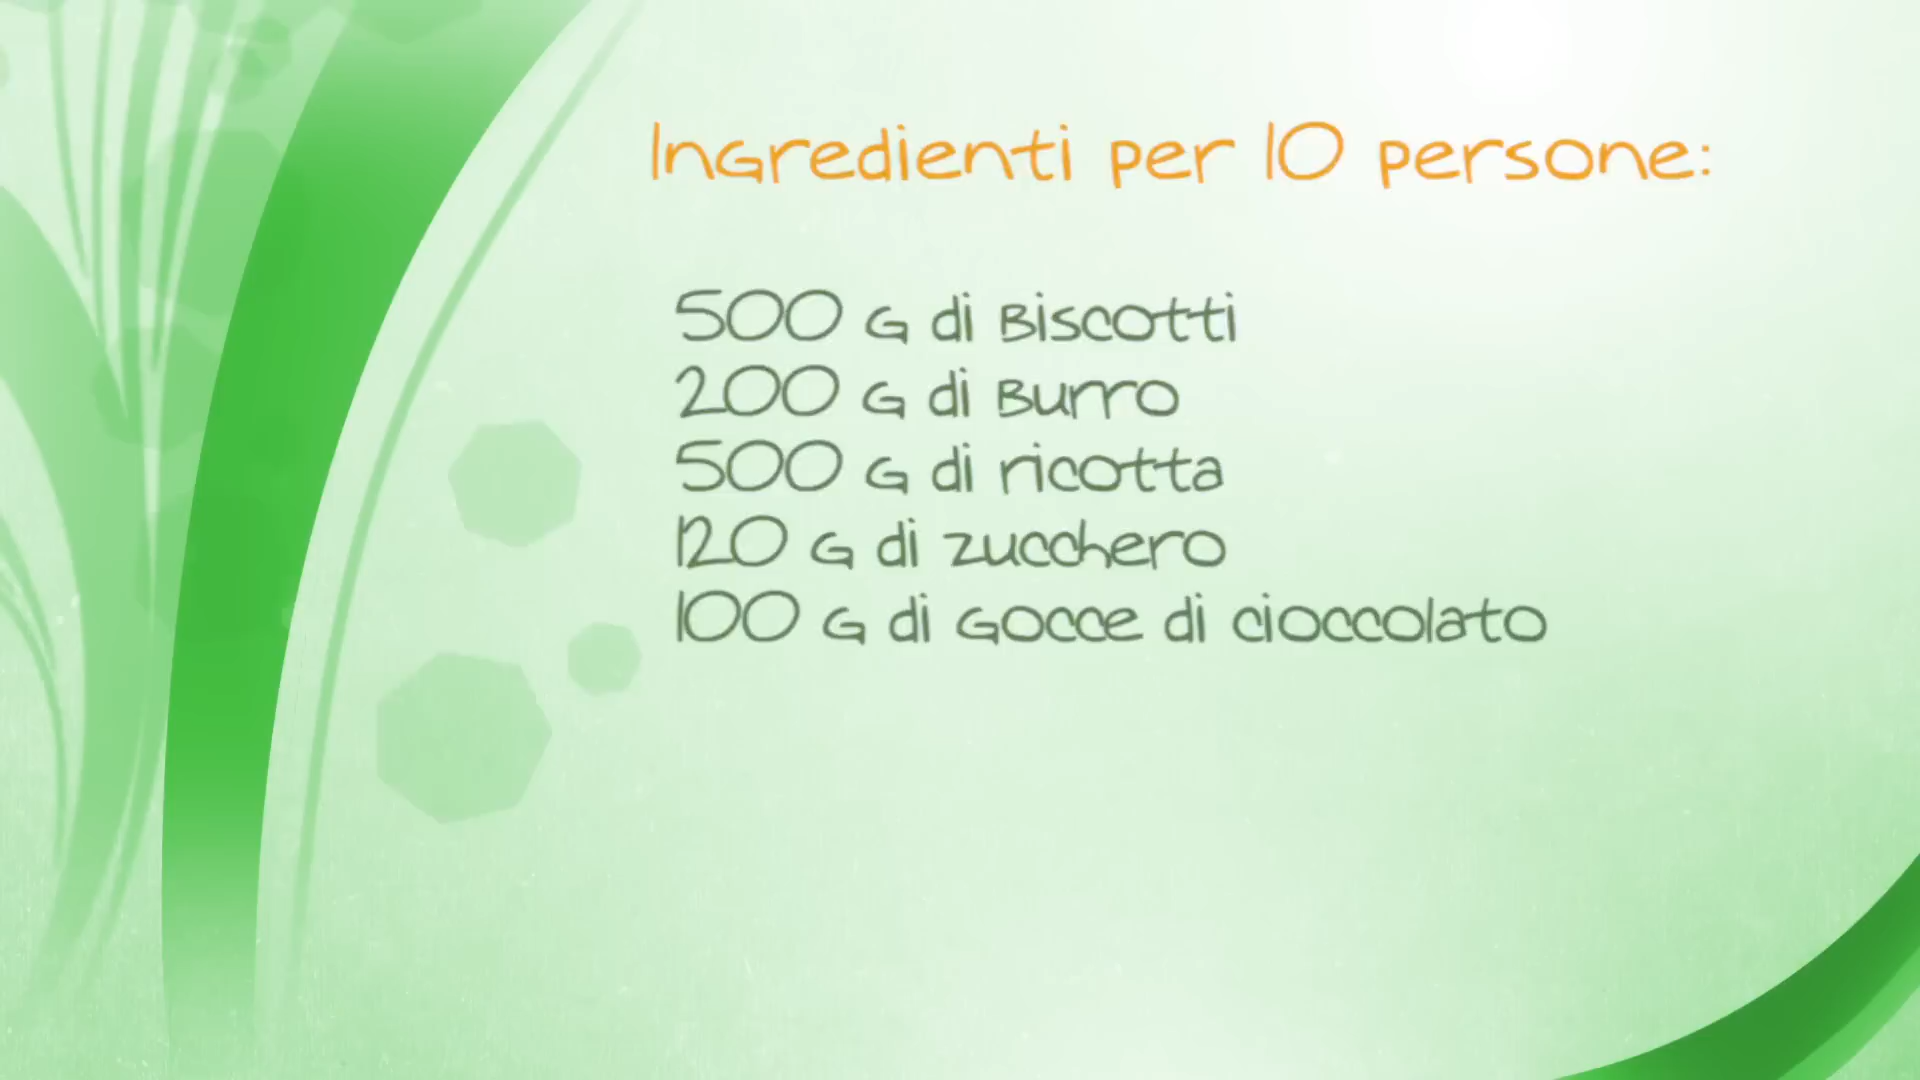 Ingredienti per 10 persone:
500 g di biscotti
200 g di burro
500 g di ricotta
120 g di zucchero
100 g di gocce di cioccolato